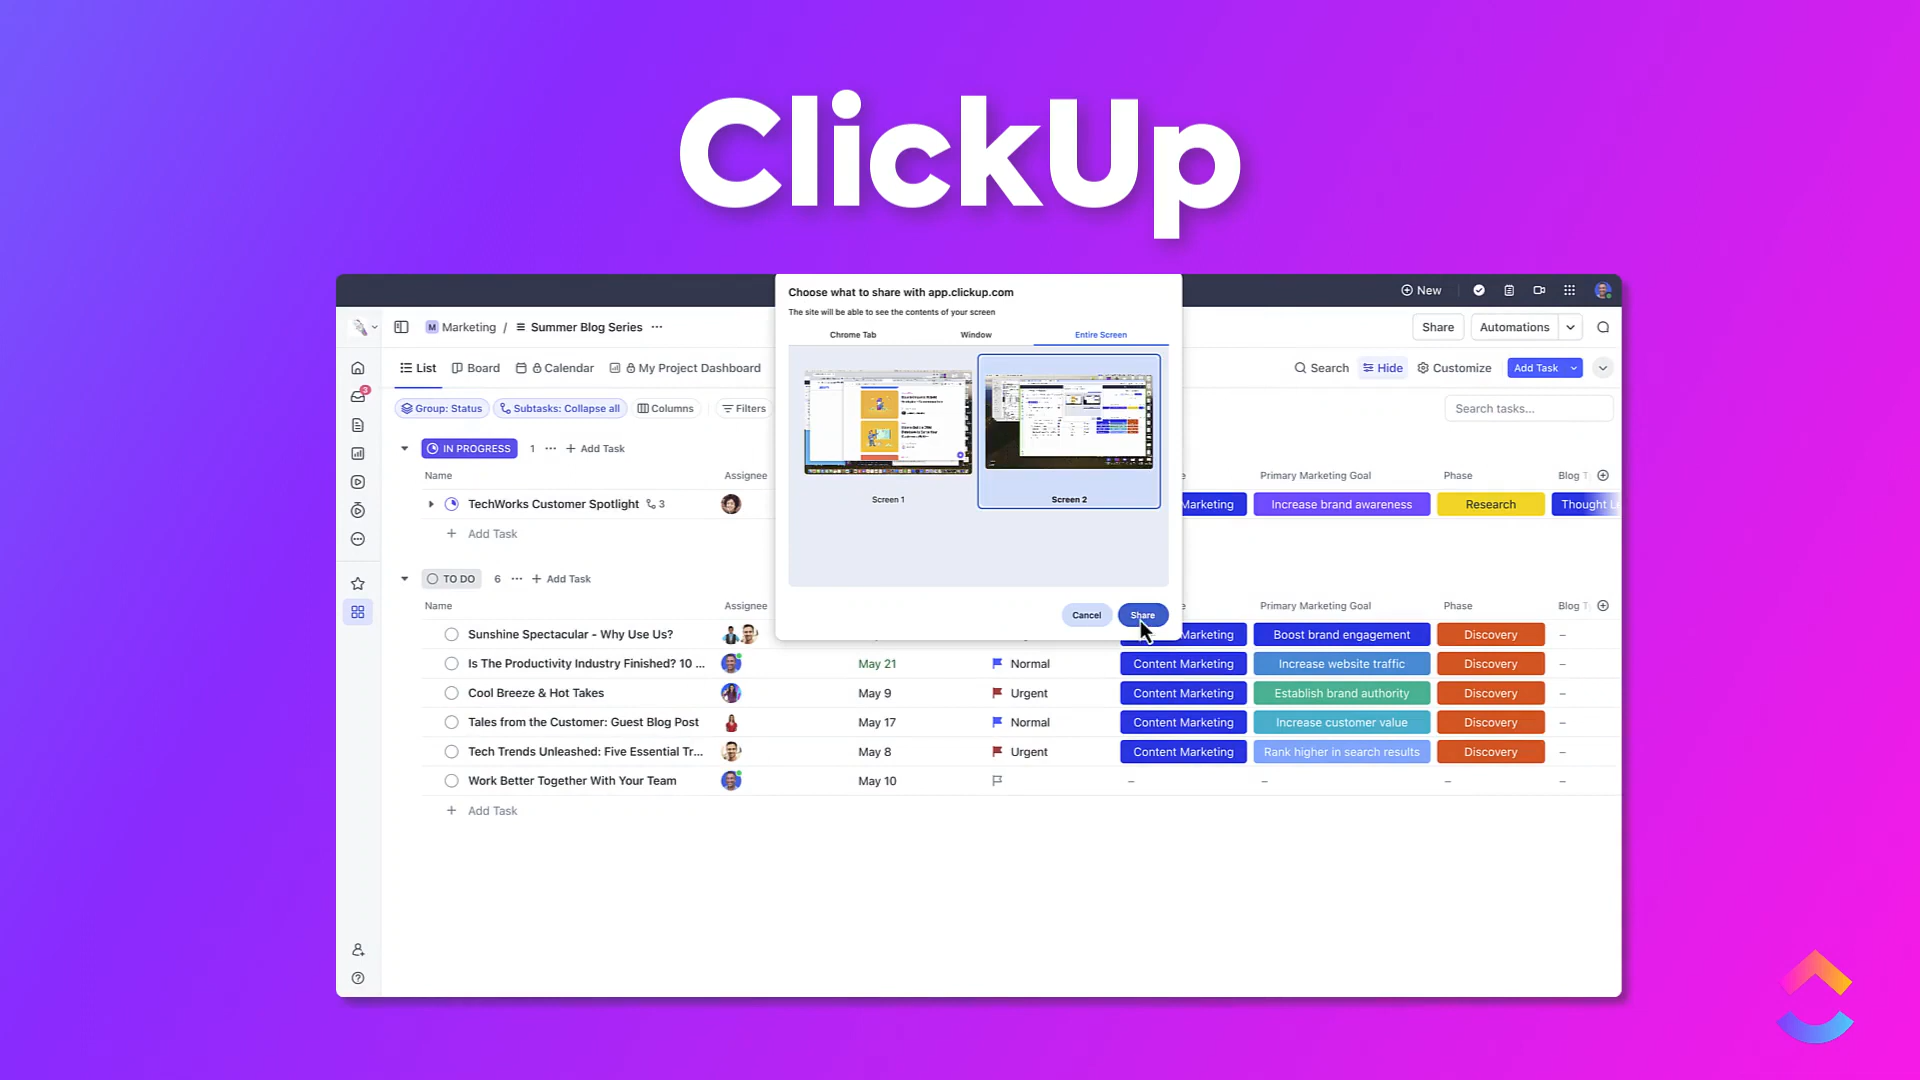 ClickUp
Choose what to share with app.clickup.com
The site will be able to see the contents of your screen
Chrome Tab Window Entire Screen
Screen 1 Screen 2
Cancel Share
New
M Marketing / Summer Blog Series ...
Share Automations
3
List Board Calendar My Project Dashboard
Search Hide Customize Add Task
Group: Status Subtasks: Collapse all Columns Filters
Search tasks...
IN PROGRESS 1 ... + Add Task
Name Assignee Primary Marketing Goal Phase Blog T
TechWorks Customer Spotlight 3 Marketing Increase brand awareness Research Thought L
+ Add Task
TO DO 6 ... + Add Task
Name Assignee Primary Marketing Goal Phase Blog T
Sunshine Spectacular - Why Use Us? Marketing Boost brand engagement Discovery –
Is The Productivity Industry Finished? 10 ... May 21 Normal Content Marketing Increase website traffic Discovery –
Cool Breeze & Hot Takes May 9 Urgent Content Marketing Establish brand authority Discovery –
Tales from the Customer: Guest Blog Post May 17 Normal Content Marketing Increase customer value Discovery –
Tech Trends Unleashed: Five Essential Tr... May 8 Urgent Content Marketing Rank higher in search results Discovery –
Work Better Together With Your Team May 10 – – – –
+ Add Task